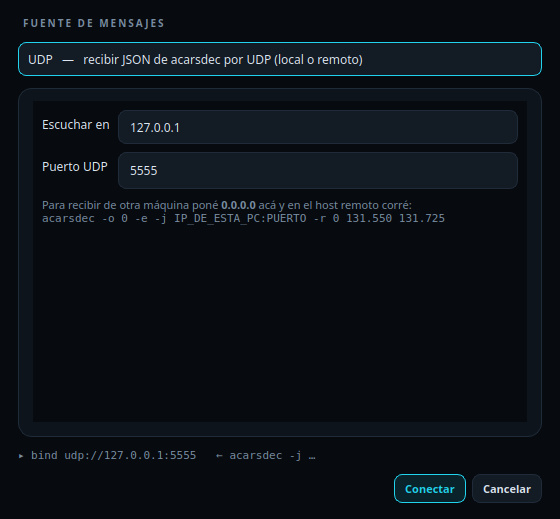 FUENTE DE MENSAJES
UDP — recibir JSON de acarsdec por UDP (local o remoto)
Escuchar en 127.0.0.1
Puerto UDP 5555
Para recibir de otra máquina poné 0.0.0.0 acá y en el host remoto corré:
acarsdec -o 0 -e -j IP_DE_ESTA_PC:PUERTO -r 0 131.550 131.725
▸ bind udp://127.0.0.1:5555 ← acarsdec -j …
Conectar Cancelar